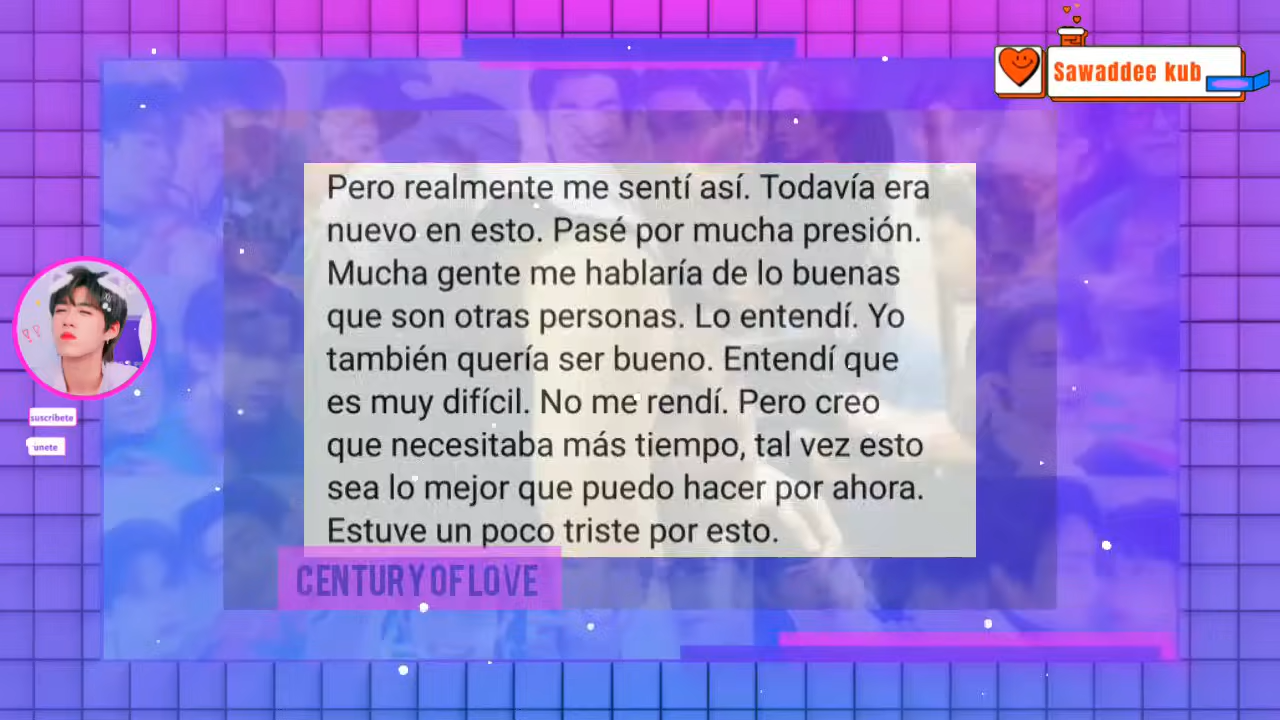 Sawaddee kub
Pero realmente me sentí así. Todavía era
nuevo en esto. Pasé por mucha presión.
Mucha gente me hablaría de lo buenas
que son otras personas. Lo entendí. Yo
también quería ser bueno. Entendí que
es muy difícil. No me rendí. Pero creo
que necesitaba más tiempo, tal vez esto
sea lo mejor que puedo hacer por ahora.
Estuve un poco triste por esto.
suscríbete
únete
CENTURY OF LOVE